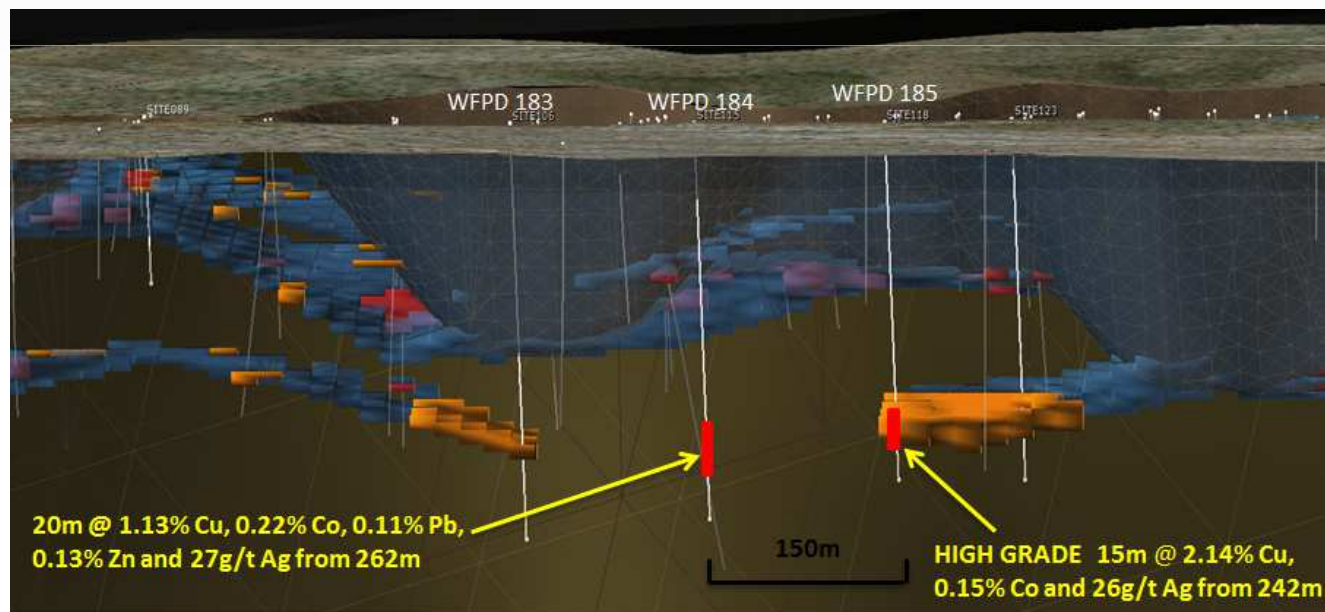 WFPD 183
WFPD 184
WFPD 185
SITE089
SITE106
SITE115
SITE118
SITE123
20m @ 1.13% Cu, 0.22% Co, 0.11% Pb,
0.13% Zn and 27g/t Ag from 262m
150m
HIGH GRADE 15m @ 2.14% Cu,
0.15% Co and 26g/t Ag from 242m